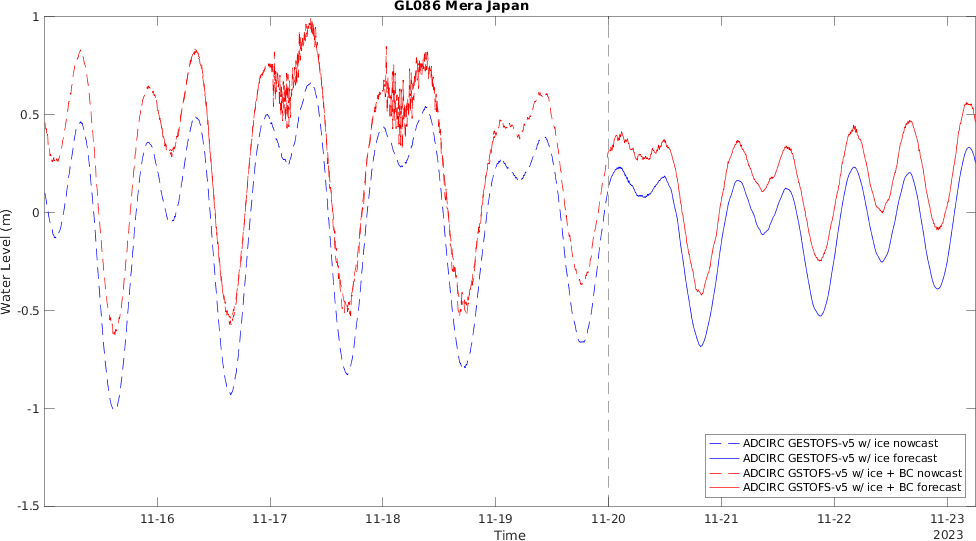 GL086 Mera Japan
1
0.5
0
-0.5
-1
-1.5
Water Level (m)
11-16
11-17
11-18
11-19
11-20
11-21
11-22
11-23
2023
Time
ADCIRC GESTOFS-v5 w/ ice nowcast
ADCIRC GESTOFS-v5 w/ ice forecast
ADCIRC GSTOFS-v5 w/ ice + BC nowcast
ADCIRC GSTOFS-v5 w/ ice + BC forecast